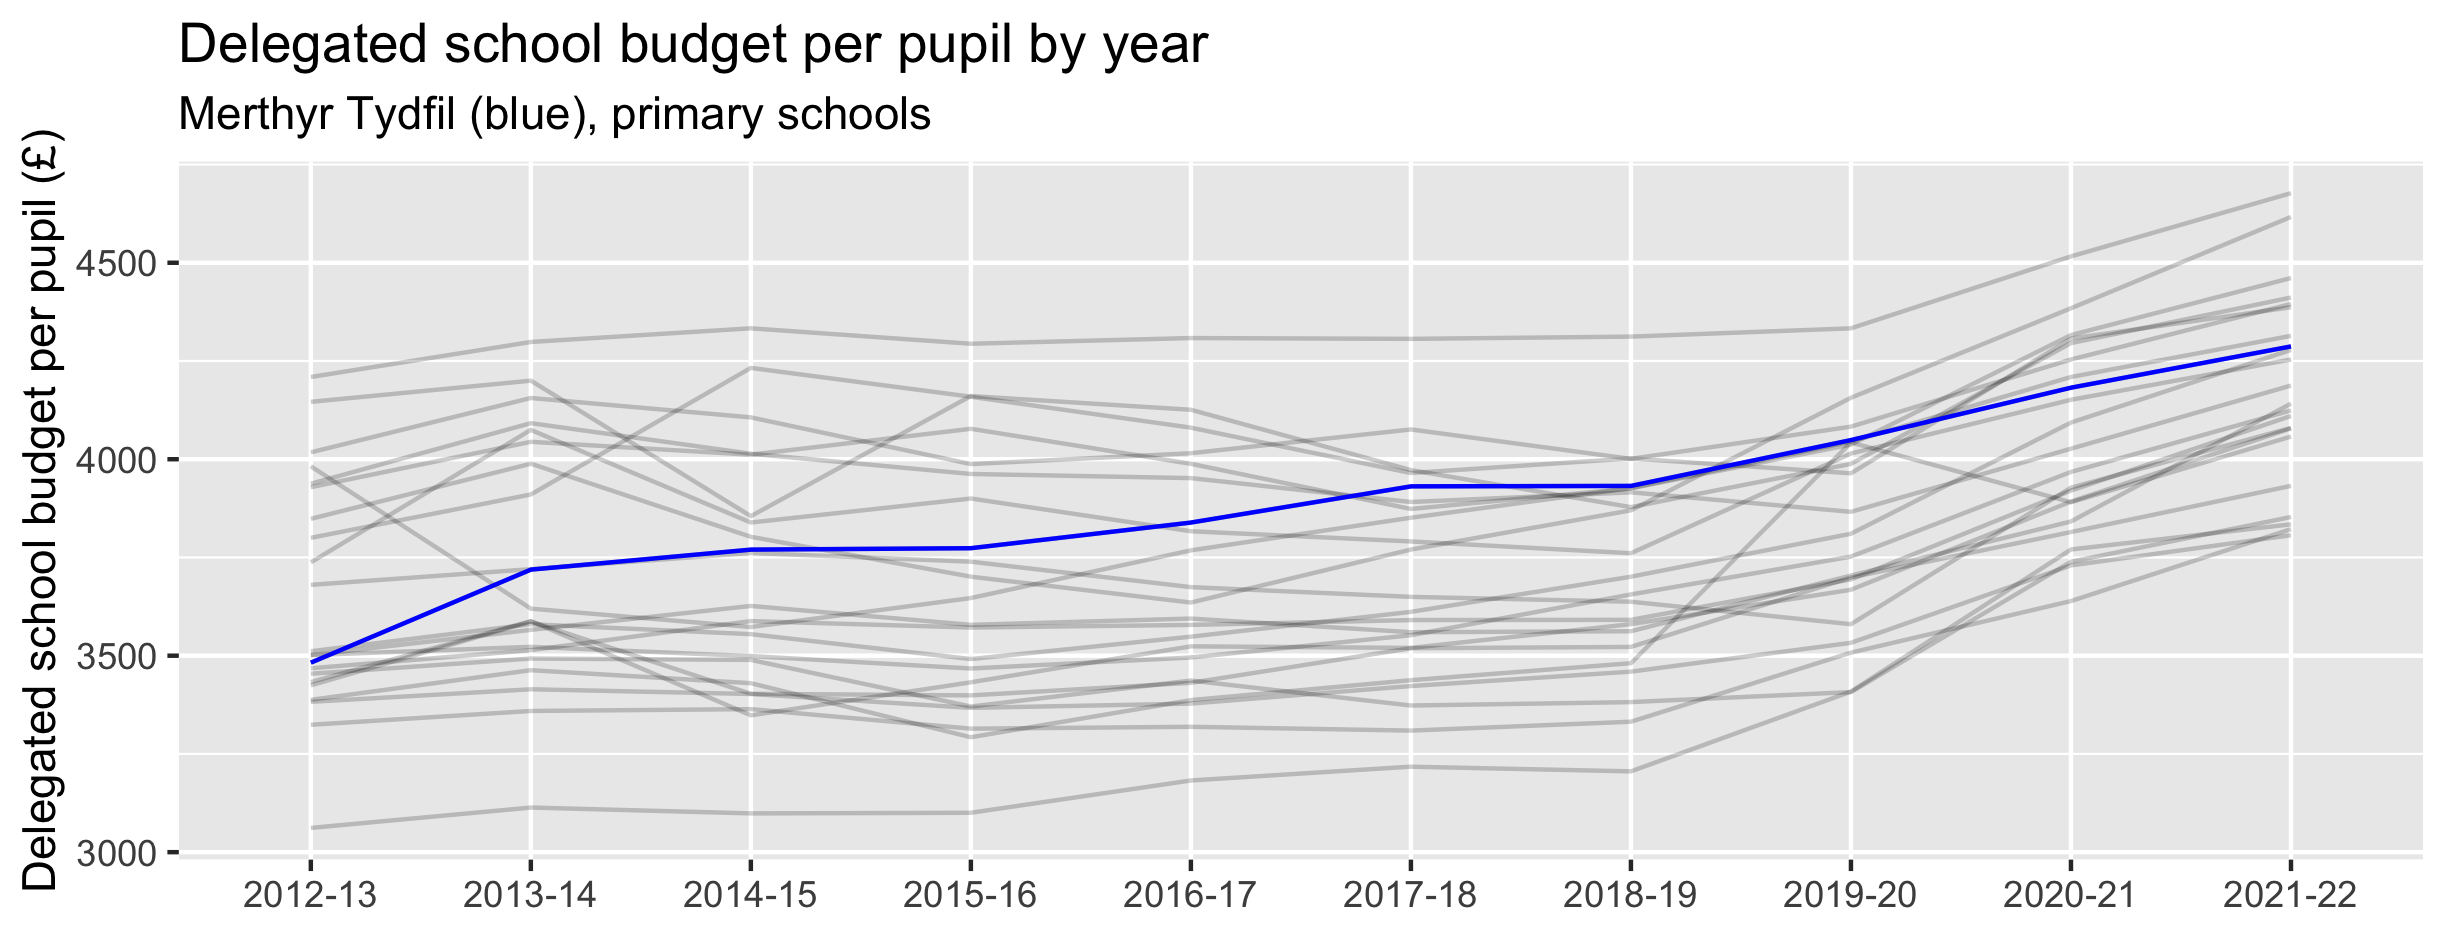 Delegated school budget per pupil by year
Merthyr Tydfil (blue), primary schools
Delegated school budget per pupil (£)
4500
4000
3500
3000
2012-13 2013-14 2014-15 2015-16 2016-17 2017-18 2018-19 2019-20 2020-21 2021-22